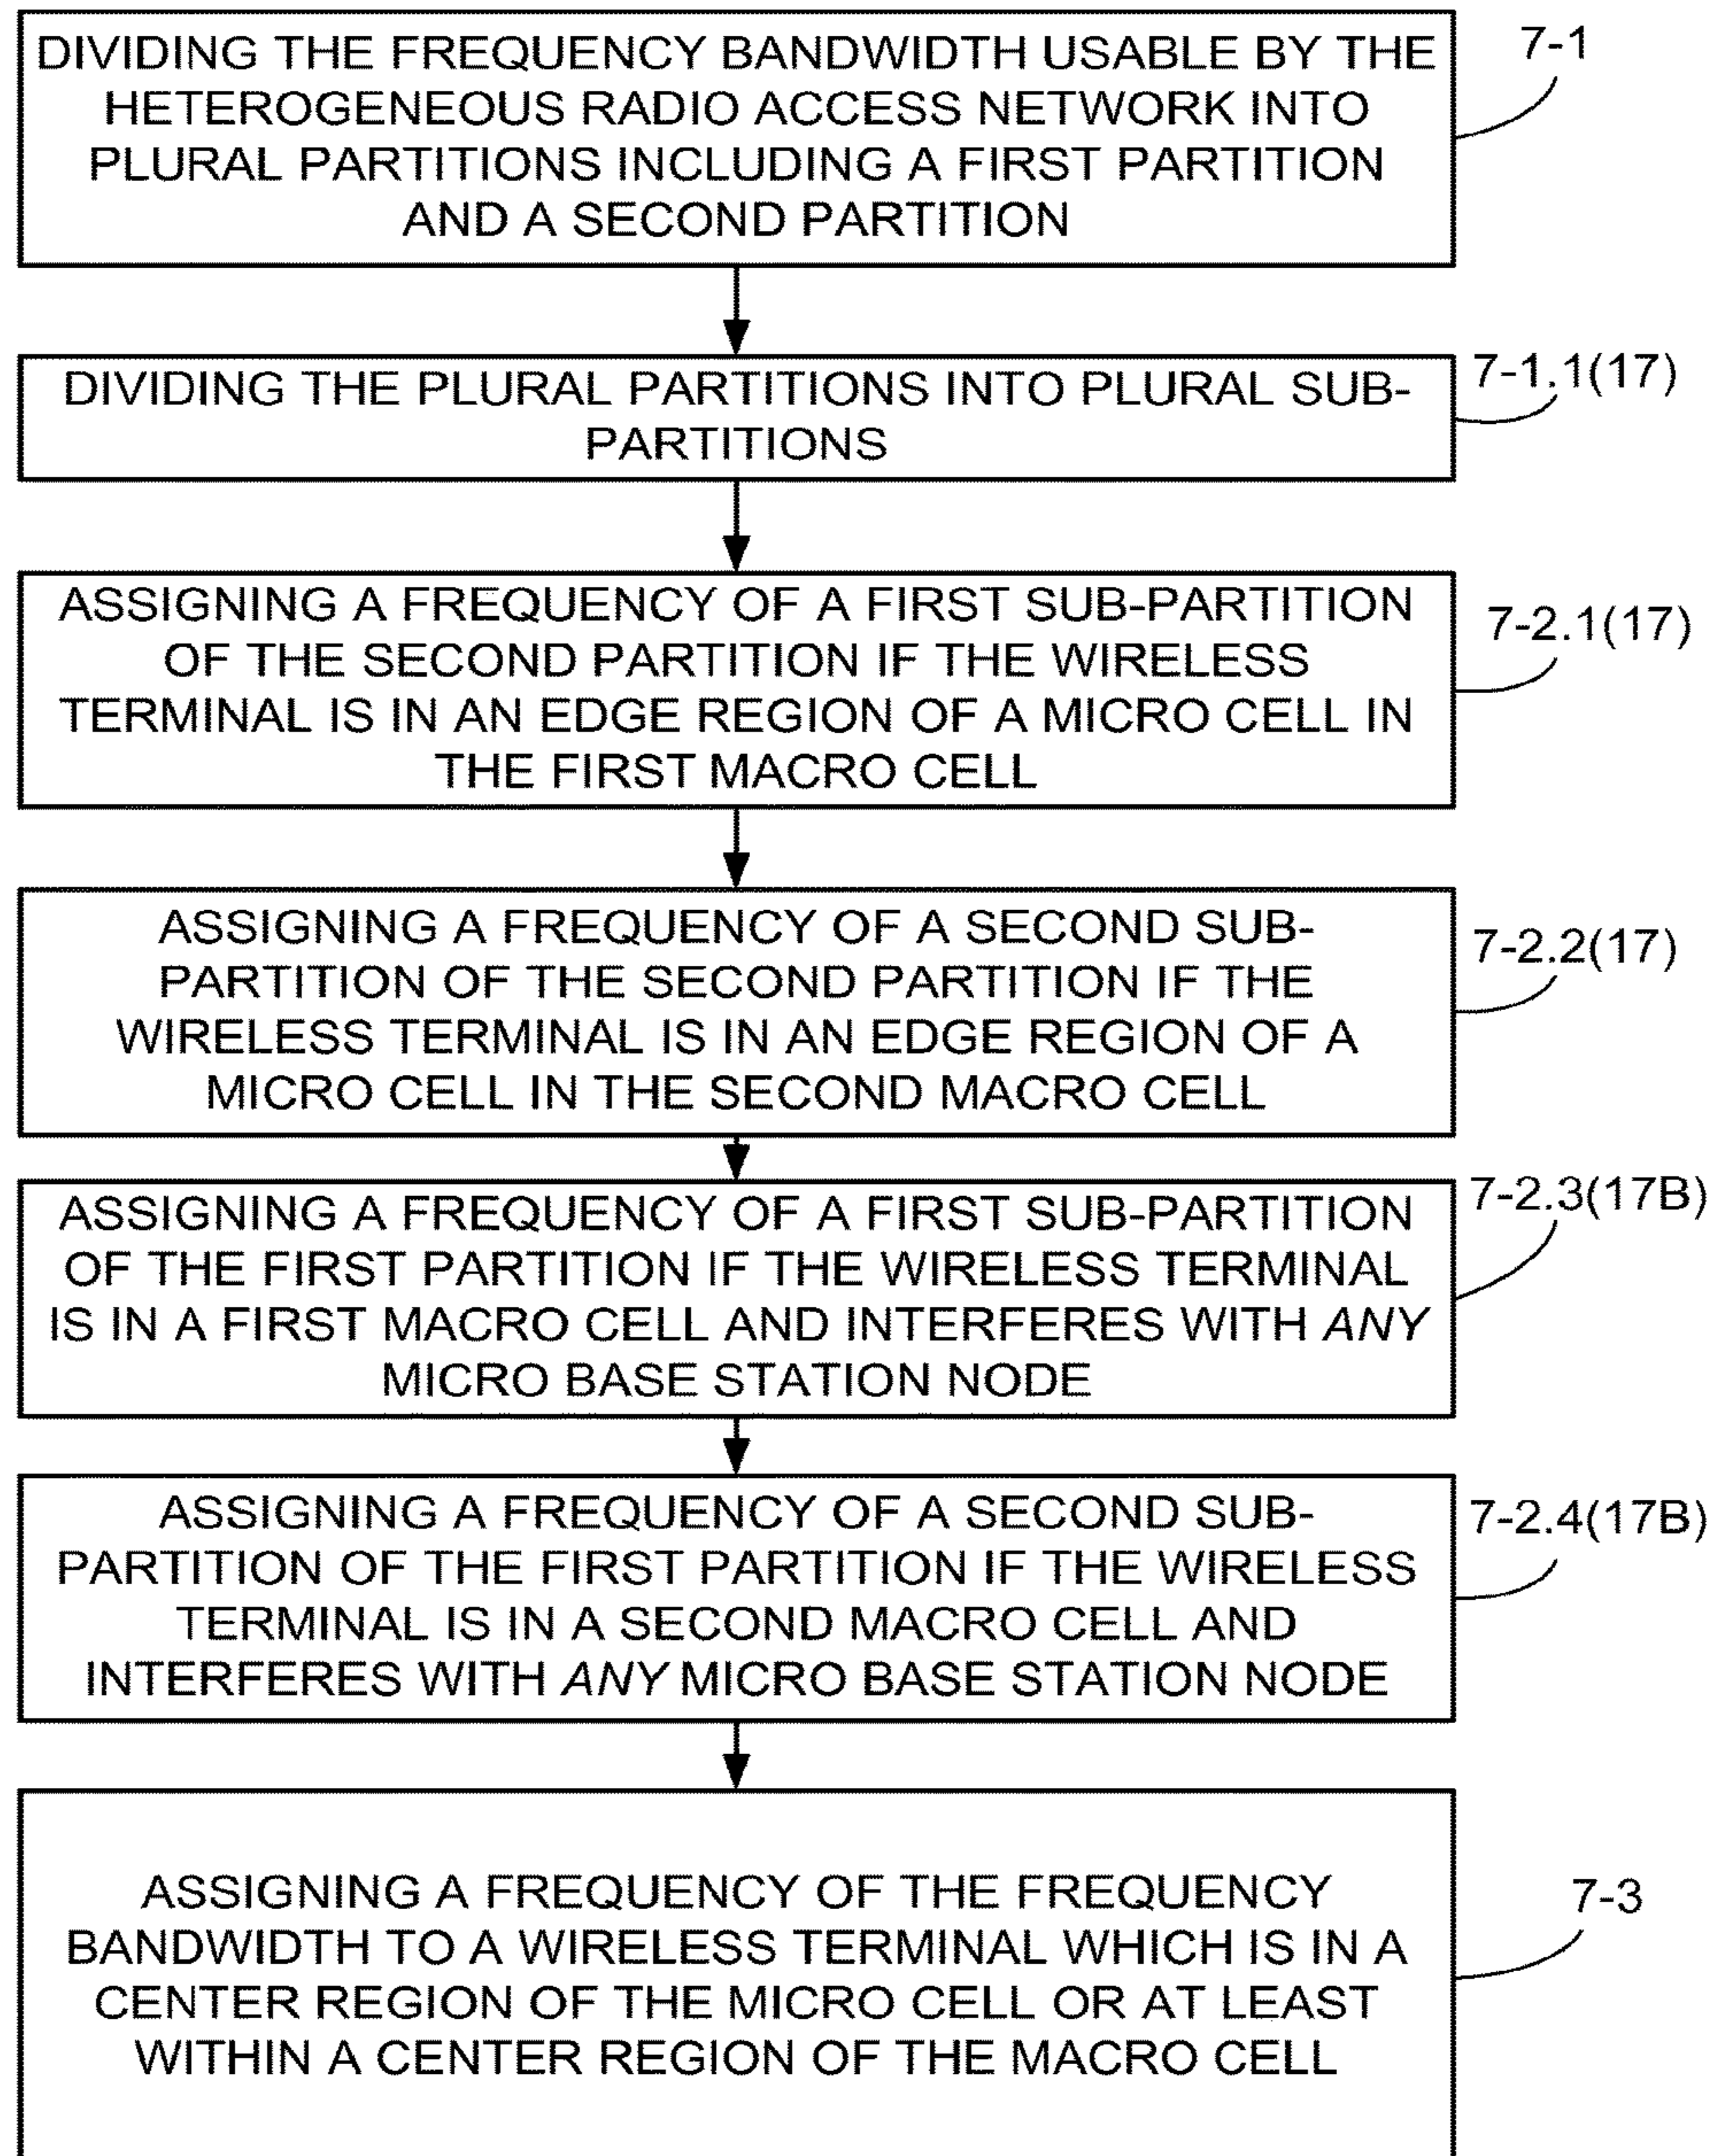 DIVIDING THE FREQUENCY BANDWIDTH USABLE BY THE
HETEROGENEOUS RADIO ACCESS NETWORK INTO
PLURAL PARTITIONS INCLUDING A FIRST PARTITION
AND A SECOND PARTITION
7-1
DIVIDING THE PLURAL PARTITIONS INTO PLURAL SUB-
PARTITIONS
7-1.1(17)
ASSIGNING A FREQUENCY OF A FIRST SUB-PARTITION
OF THE SECOND PARTITION IF THE WIRELESS
TERMINAL IS IN AN EDGE REGION OF A MICRO CELL IN
THE FIRST MACRO CELL
7-2.1(17)
ASSIGNING A FREQUENCY OF A SECOND SUB-
PARTITION OF THE SECOND PARTITION IF THE
WIRELESS TERMINAL IS IN AN EDGE REGION OF A
MICRO CELL IN THE SECOND MACRO CELL
7-2.2(17)
ASSIGNING A FREQUENCY OF A FIRST SUB-PARTITION
OF THE FIRST PARTITION IF THE WIRELESS TERMINAL
IS IN A FIRST MACRO CELL AND INTERFERES WITH ANY
MICRO BASE STATION NODE
7-2.3(17B)
ASSIGNING A FREQUENCY OF A SECOND SUB-
PARTITION OF THE FIRST PARTITION IF THE WIRELESS
TERMINAL IS IN A SECOND MACRO CELL AND
INTERFERES WITH ANY MICRO BASE STATION NODE
7-2.4(17B)
ASSIGNING A FREQUENCY OF THE FREQUENCY
BANDWIDTH TO A WIRELESS TERMINAL WHICH IS IN A
CENTER REGION OF THE MICRO CELL OR AT LEAST
WITHIN A CENTER REGION OF THE MACRO CELL
7-3